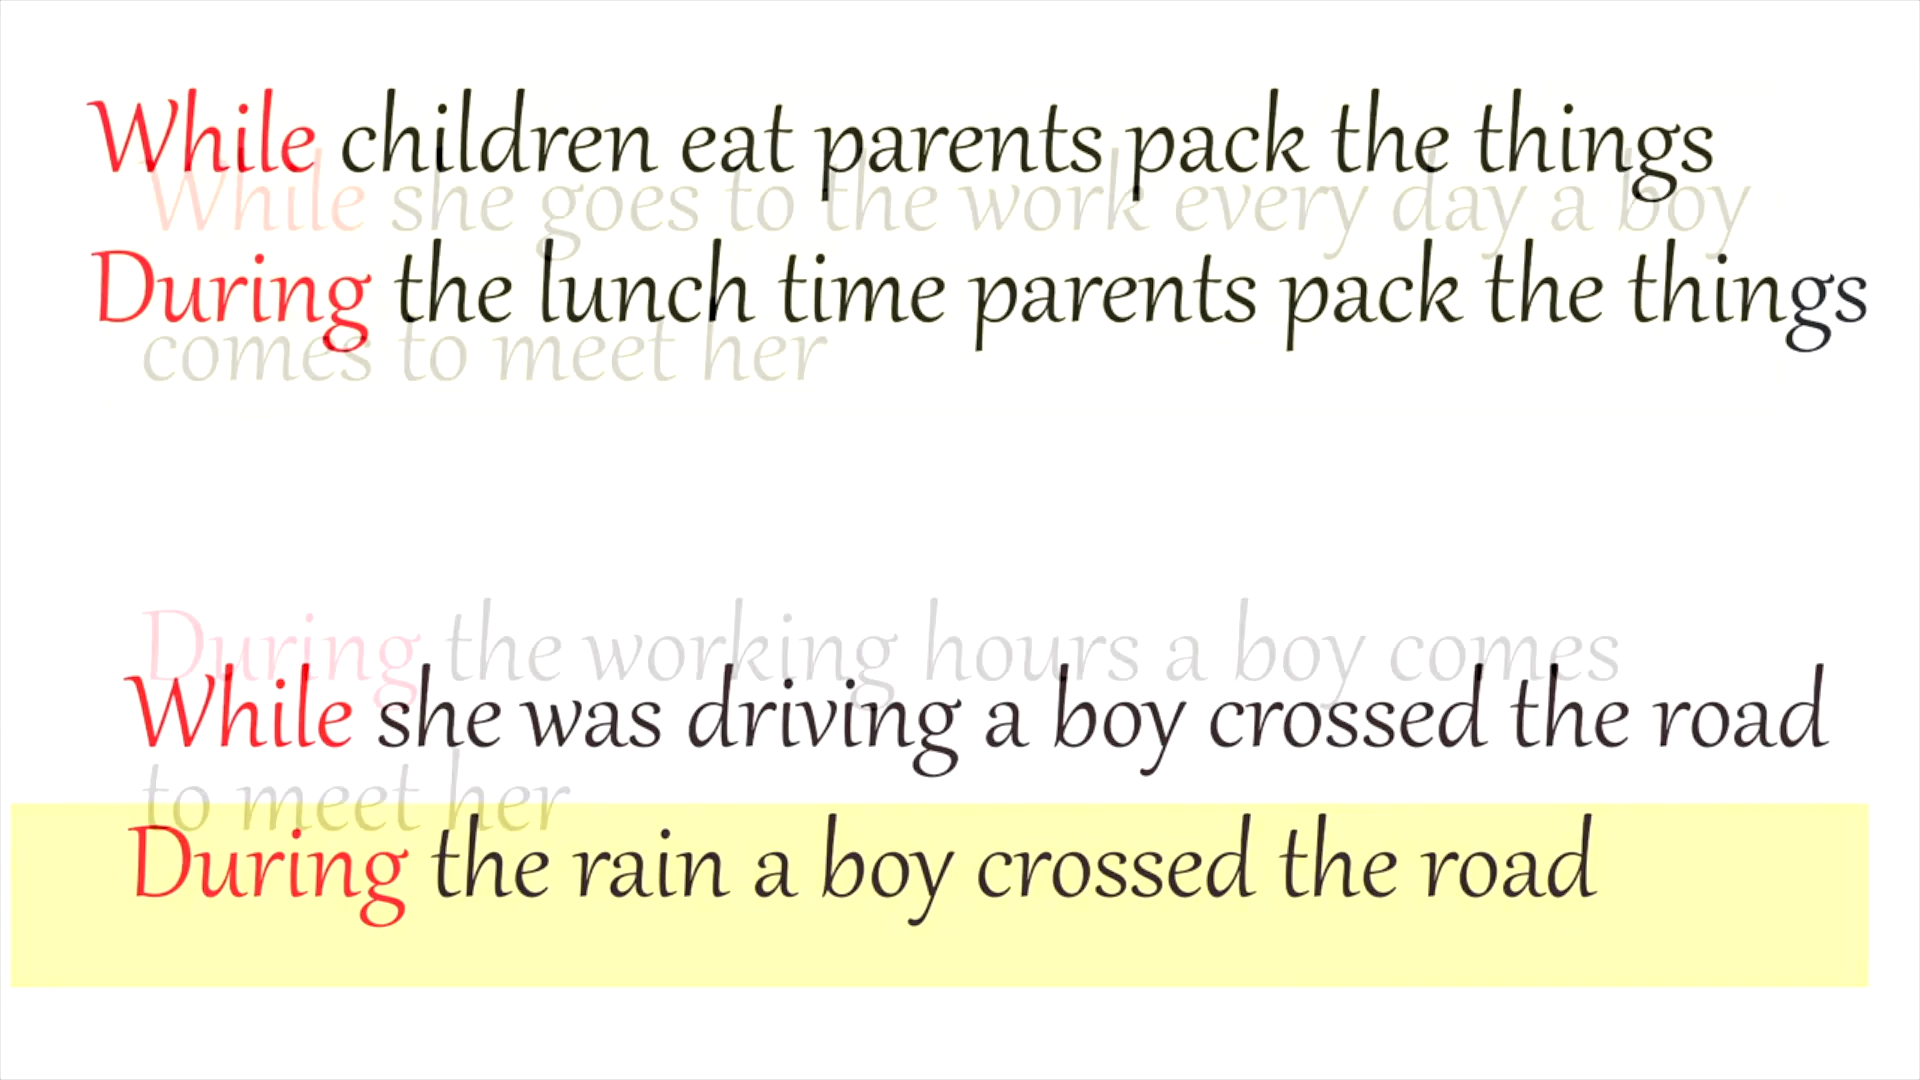 While children eat parents pack the things
While she goes to the work every day a boy
During the lunch time parents pack the things
comes to meet her
During the working hours a boy comes
While she was driving a boy crossed the road
to meet her
During the rain a boy crossed the road